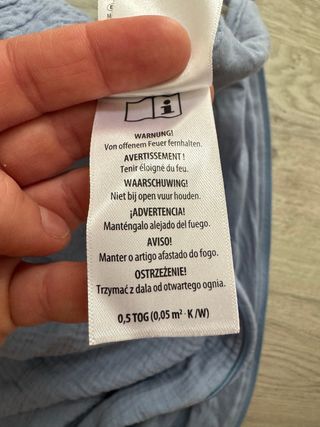 WARNUNG!
Von offenem Feuer fernhalten.
AVERTISSEMENT !
Tenir éloigné du feu.
WAARSCHUWING!
Niet bij open vuur houden.
¡ADVERTENCIA!
Manténgalo alejado del fuego.
AVISO!
Manter o artigo afastado do fogo.
OSTRZEŻENIE!
Trzymać z dala od otwartego ognia.
0,5 TOG (0,05 m² · K /W)